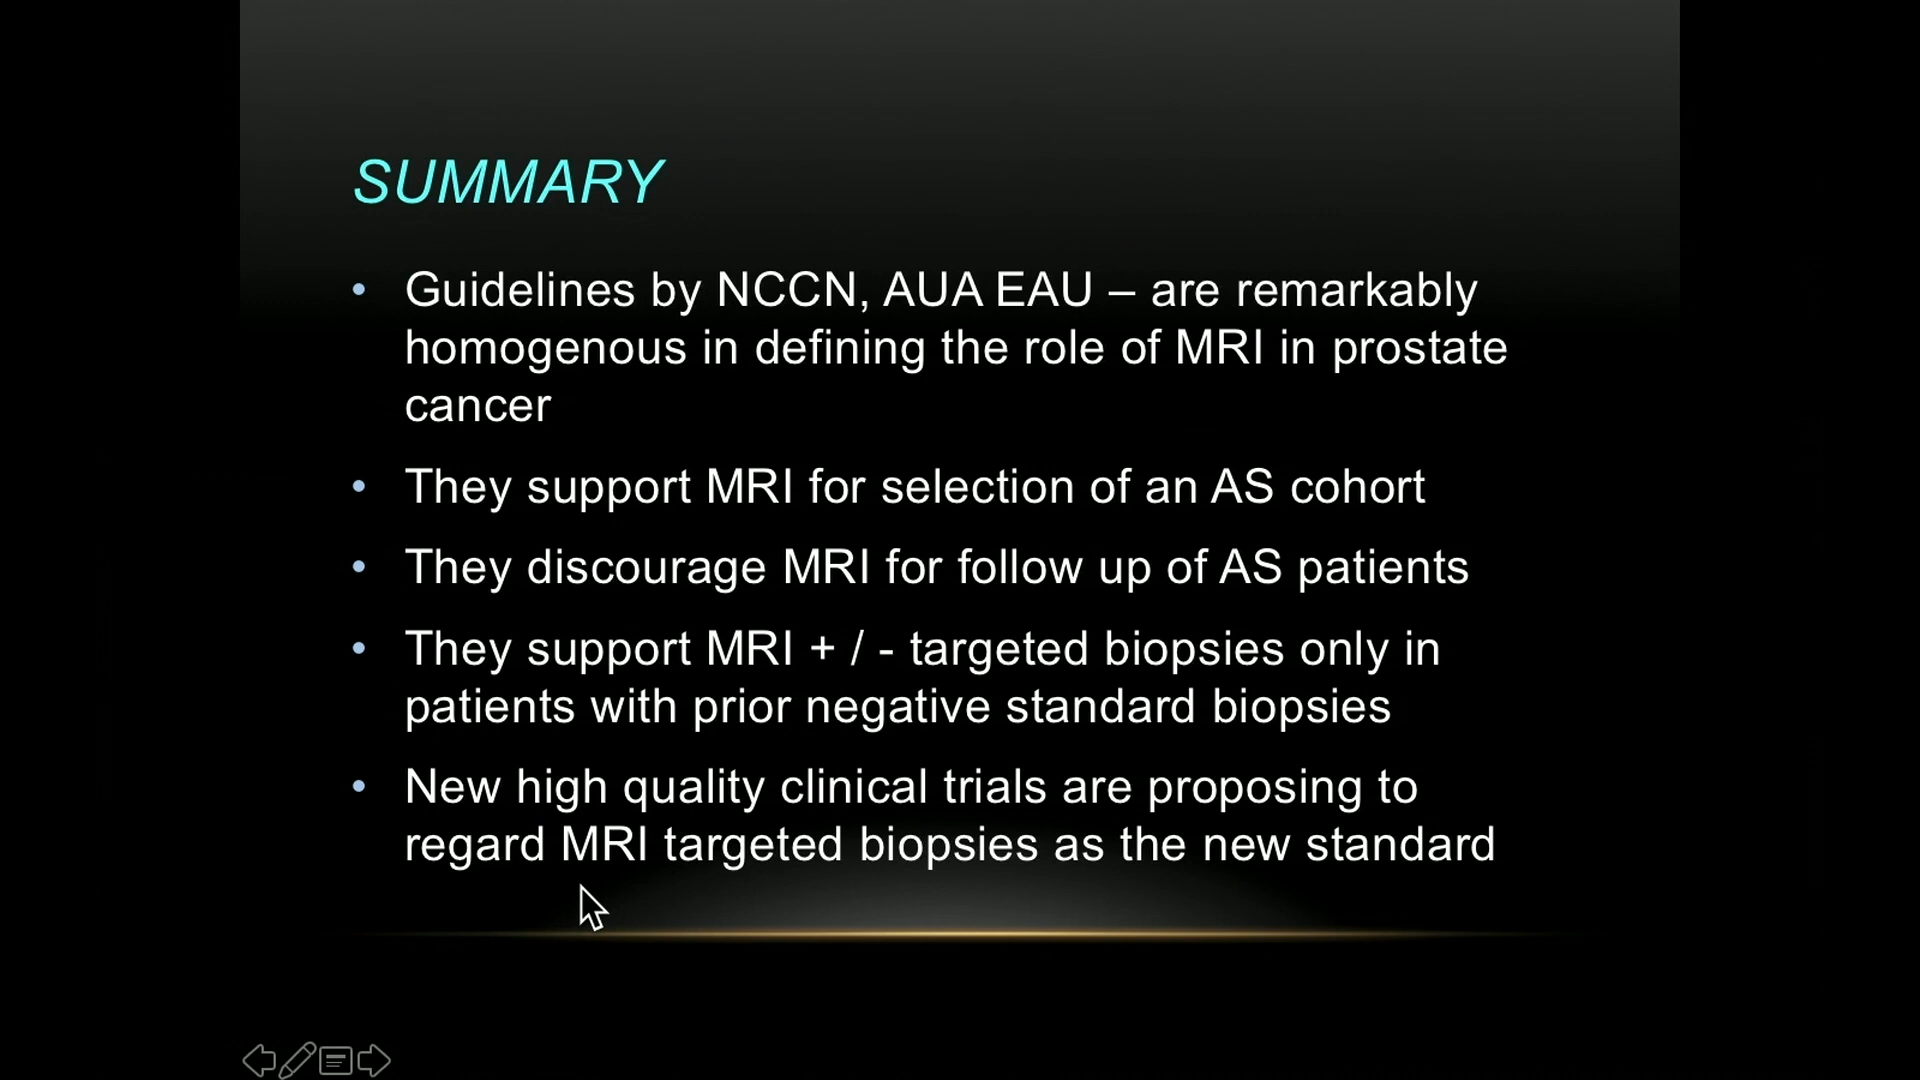 SUMMARY
• Guidelines by NCCN, AUA EAU – are remarkably
homogenous in defining the role of MRI in prostate
cancer
• They support MRI for selection of an AS cohort
• They discourage MRI for follow up of AS patients
• They support MRI + / - targeted biopsies only in
patients with prior negative standard biopsies
• New high quality clinical trials are proposing to
regard MRI targeted biopsies as the new standard